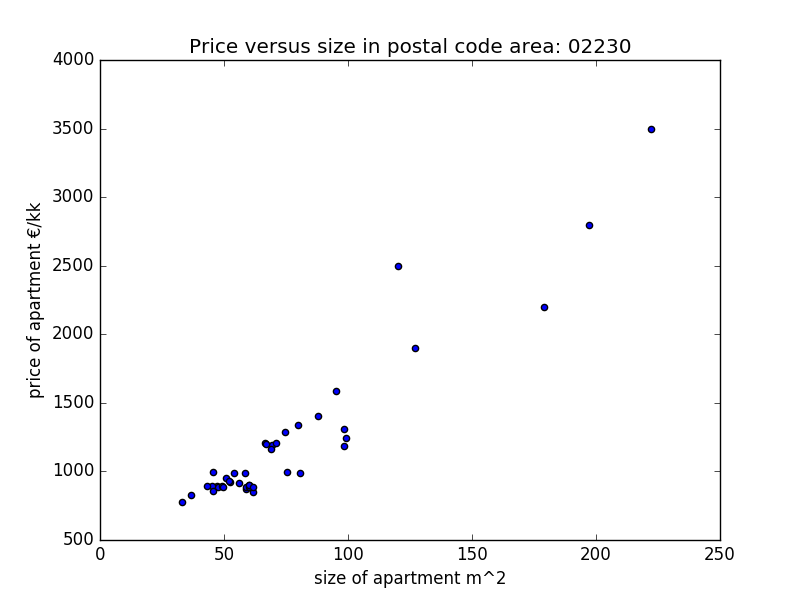 Price versus size in postal code area: 02230
4000
3500
3000
2500
2000
1500
1000
500
price of apartment €/kk
0 50 100 150 200 250
size of apartment m^2